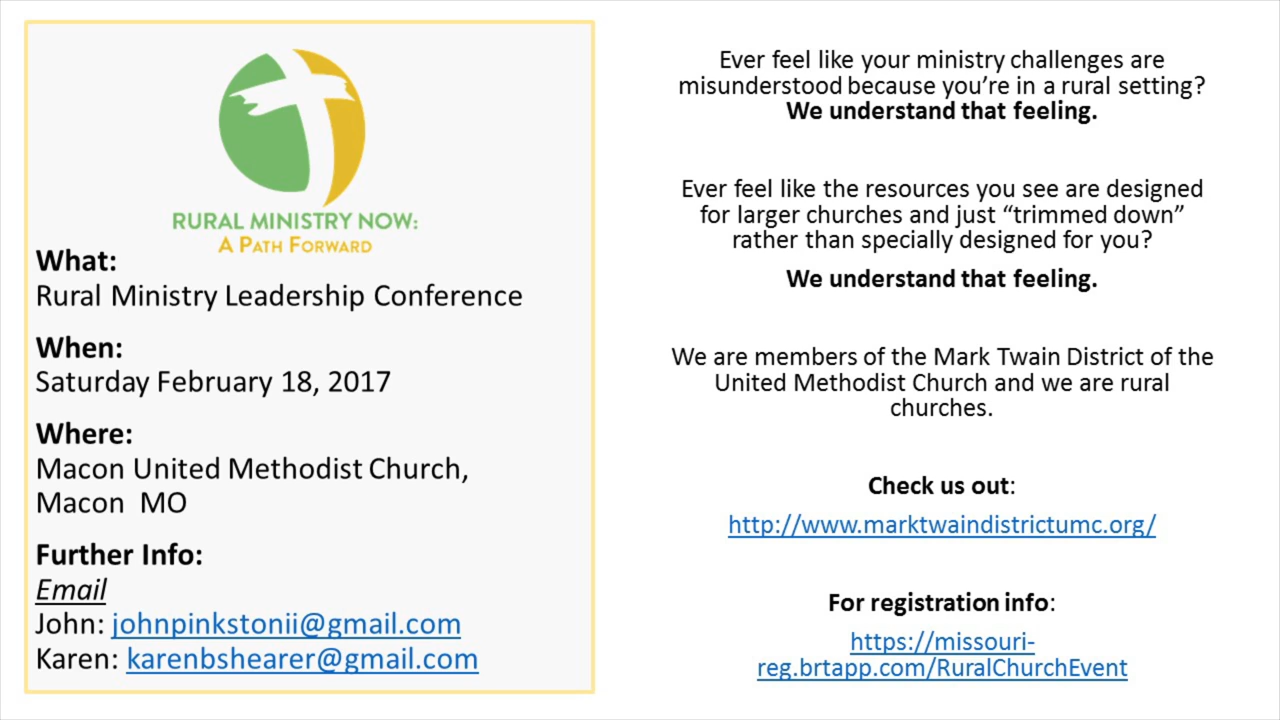 RURAL MINISTRY NOW:
A PATH FORWARD
What:
Rural Ministry Leadership Conference
When:
Saturday February 18, 2017
Where:
Macon United Methodist Church,
Macon  MO
Further Info:
Email
John: johnpinkstonii@gmail.com
Karen: karenbshearer@gmail.com
Ever feel like your ministry challenges are
misunderstood because you’re in a rural setting?
We understand that feeling.
Ever feel like the resources you see are designed
for larger churches and just “trimmed down”
rather than specially designed for you?
We understand that feeling.
We are members of the Mark Twain District of the
United Methodist Church and we are rural
churches.
Check us out:
http://www.marktwaindistrictumc.org/
For registration info:
https://missouri-
reg.brtapp.com/RuralChurchEvent